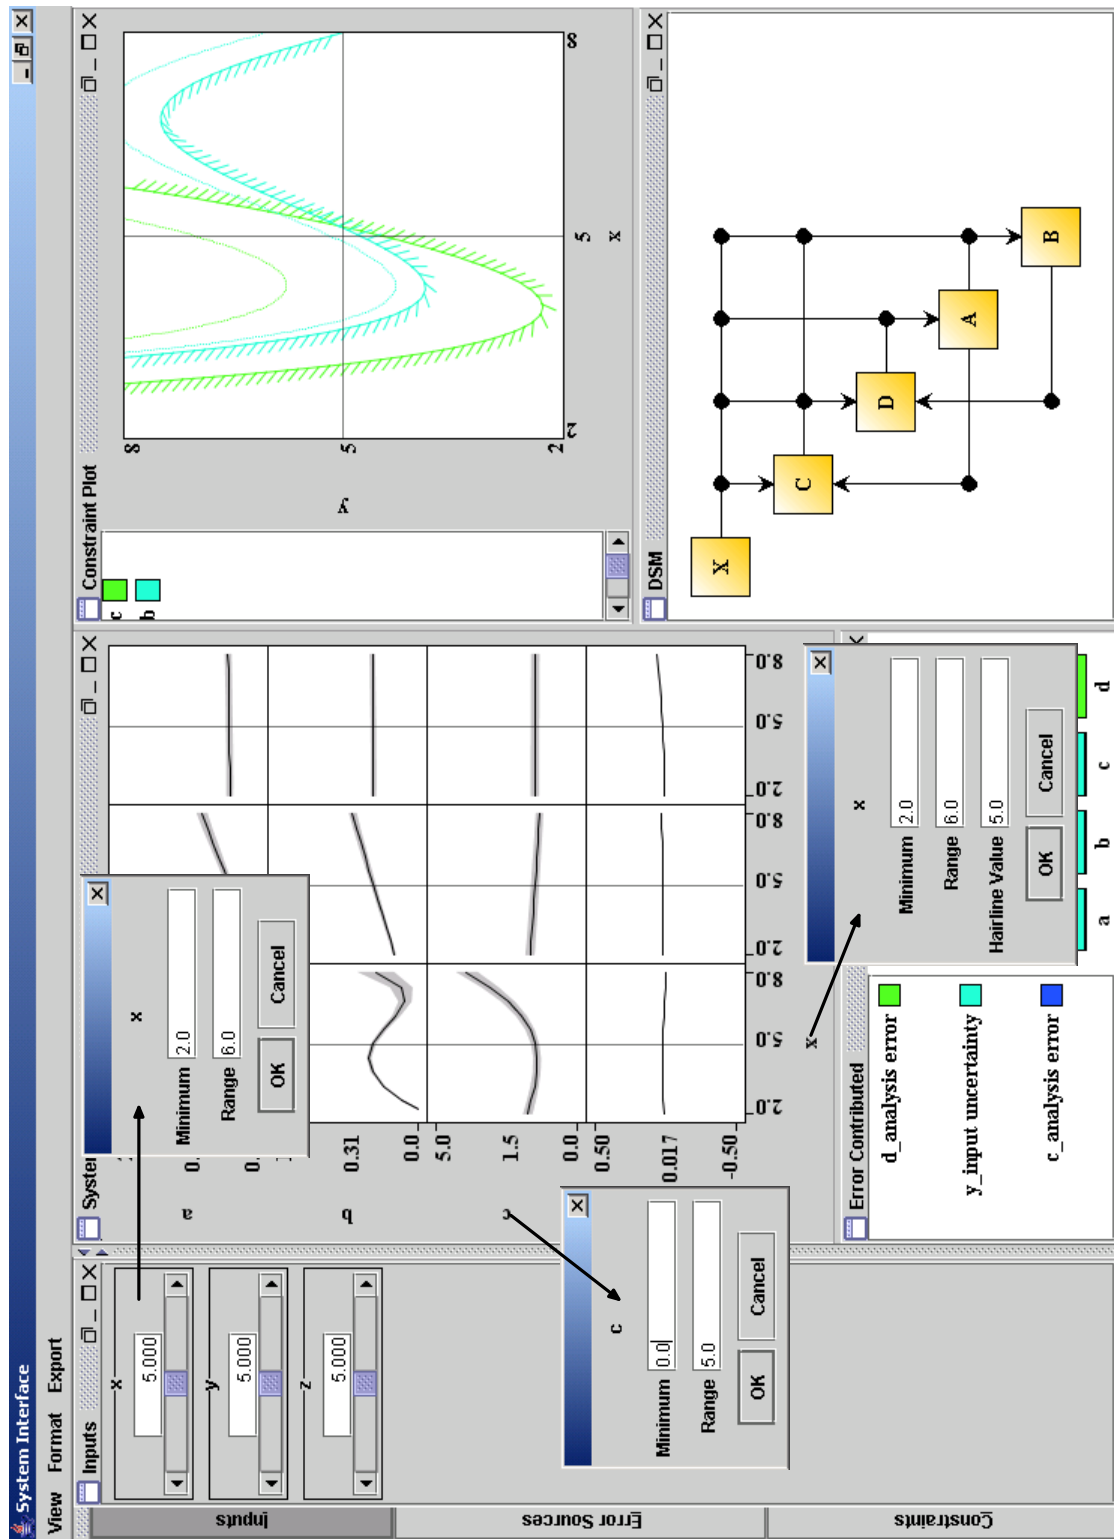 System Interface
View Format Export
Inputs
Error Sources
Constraints
Inputs
x
5.000
y
5.000
z
5.000
System
a
b
0.31
0.0
c
5.0
1.5
0.0
0.50
0.017
-0.50
2.0 5.0 8.0 2.0 5.0 8.0 2.0 5.0 8.0
x
x
Minimum 2.0
Range 6.0
OK Cancel
c
Minimum 0.0
Range 5.0
OK Cancel
x
Minimum 2.0
Range 6.0
Hairline Value 5.0
OK Cancel
Error Contributed
d_analysis error
y_input uncertainty
c_analysis error
a b c d
Constraint Plot
c
b
y
8
5
2
2 5 8
x
DSM
X
C
D
A
B